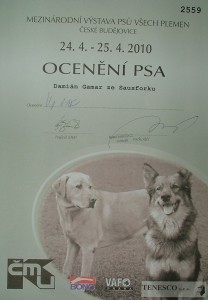 2559
MEZINÁRODNÍ VÝSTAVA PSŮ VŠECH PLEMEN
ČESKÉ BUDĚJOVICE
24. 4. - 25. 4. 2010
OCENĚNÍ PSA
Damián Gamar ze Sausforku
ČMKU
VAFO
TENESCO s.r.o.